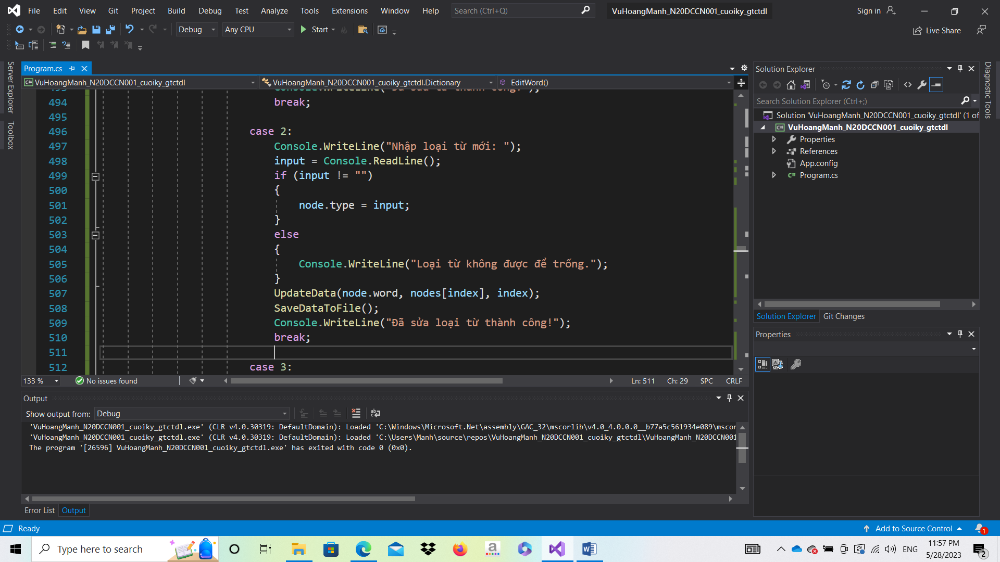 File Edit View Git Project Build Debug Test Analyze Tools Extensions Window Help Search (Ctrl+Q) VuHoangManh_N20DCCN001_cuoiky_gtctdl Sign in
Debug Any CPU Start Live Share
Server Explorer
Toolbox
Program.cs
VuHoangManh_N20DCCN001_cuoiky_gtctdl VuHoangManh_N20DCCN001_cuoiky_gtctdl.Dictionary EditWord()
494 break;
495
496 case 2:
497 Console.WriteLine("Nhập loại từ mới: ");
498 input = Console.ReadLine();
499 if (input != "")
500 {
501 node.type = input;
502 }
503 else
504 {
505 Console.WriteLine("Loại từ không được để trống.");
506 }
507 UpdateData(node.word, nodes[index], index);
508 SaveDataToFile();
509 Console.WriteLine("Đã sửa loại từ thành công!");
510 break;
511
512 case 3:
133 % No issues found Ln: 511 Ch: 29 SPC CRLF
Output
Show output from: Debug
'VuHoangManh_N20DCCN001_cuoiky_gtctdl.exe' (CLR v4.0.30319: DefaultDomain): Loaded 'C:\Windows\Microsoft.Net\assembly\GAC_32\mscorlib\v4.0_4.0.0.0__b77a5c561934e089\mscor
'VuHoangManh_N20DCCN001_cuoiky_gtctdl.exe' (CLR v4.0.30319: DefaultDomain): Loaded 'C:\Users\Manh\source\repos\VuHoangManh_N20DCCN001_cuoiky_gtctdl\VuHoangManh_N20DCCN001
The program '[26596] VuHoangManh_N20DCCN001_cuoiky_gtctdl.exe' has exited with code 0 (0x0).
Error List Output
Solution Explorer
Search Solution Explorer (Ctrl+;)
Solution 'VuHoangManh_N20DCCN001_cuoiky_gtctdl' (1 of
VuHoangManh_N20DCCN001_cuoiky_gtctdl
Properties
References
App.config
Program.cs
Solution Explorer Git Changes
Properties
Diagnostic Tools
Ready Add to Source Control 1
Type here to search ENG 11:57 PM
5/28/2023 2